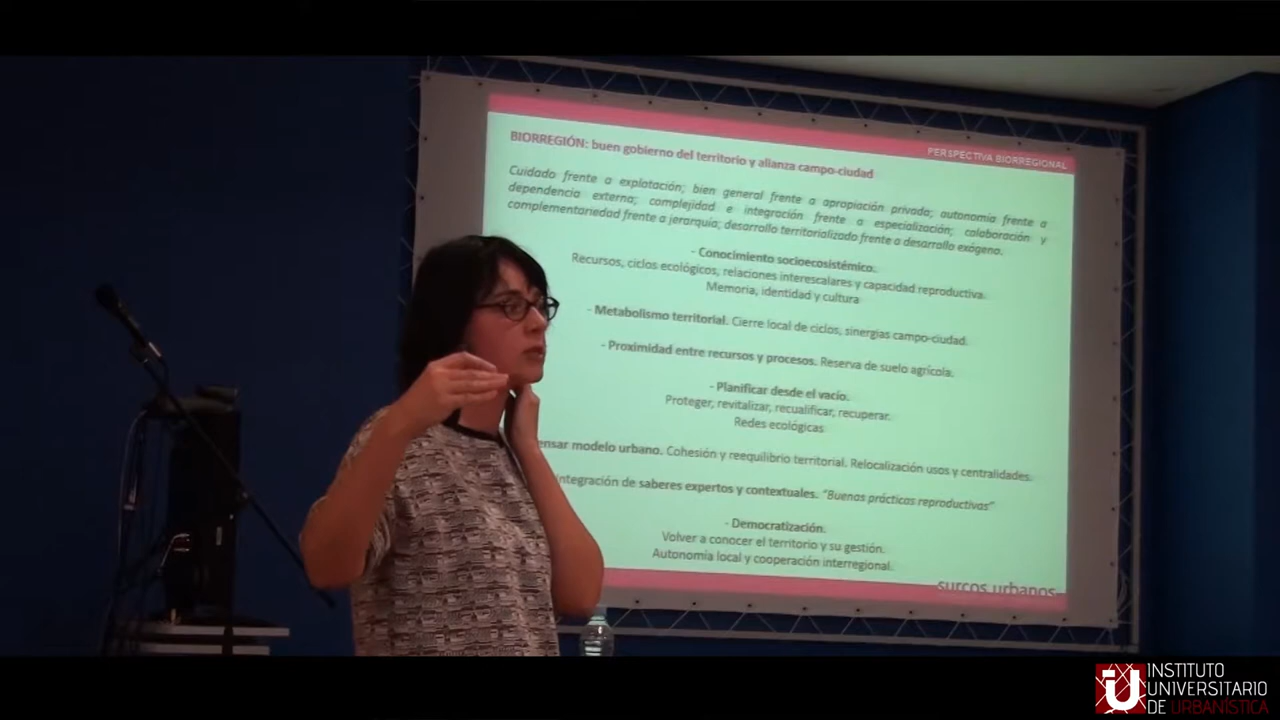 PERSPECTIVA BIORREGIONAL
BIORREGIÓN: buen gobierno del territorio y alianza campo-ciudad
Cuidado frente a explotación; bien general frente a apropiación privada; autonomía frente a
dependencia externa; complejidad e integración frente a especialización; colaboración y
complementariedad frente a jerarquía; desarrollo territorializado frente a desarrollo exógeno.
- Conocimiento socioecosistémico.
Recursos, ciclos ecológicos, relaciones interescalares y capacidad reproductiva.
Memoria, identidad y cultura
- Metabolismo territorial. Cierre local de ciclos, sinergias campo-ciudad.
- Proximidad entre recursos y procesos. Reserva de suelo agrícola.
- Planificar desde el vacío.
Proteger, revitalizar, recualificar, recuperar.
Redes ecológicas
ensar modelo urbano. Cohesión y reequilibrio territorial. Relocalización usos y centralidades.
ntegración de saberes expertos y contextuales. "Buenas prácticas reproductivas"
- Democratización.
Volver a conocer el territorio y su gestión.
Autonomía local y cooperación interregional.
surcos urbanos
INSTITUTO
UNIVERSITARIO
DE URBANÍSTICA